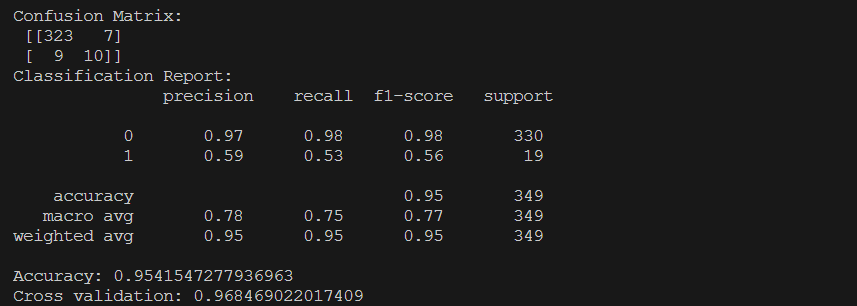 Confusion Matrix:
[[323   7]
[  9  10]]
Classification Report:
precision    recall  f1-score   support
0       0.97      0.98      0.98       330
1       0.59      0.53      0.56        19
accuracy                           0.95       349
macro avg       0.78      0.75      0.77       349
weighted avg       0.95      0.95      0.95       349
Accuracy: 0.9541547277936963
Cross validation: 0.968469022017409